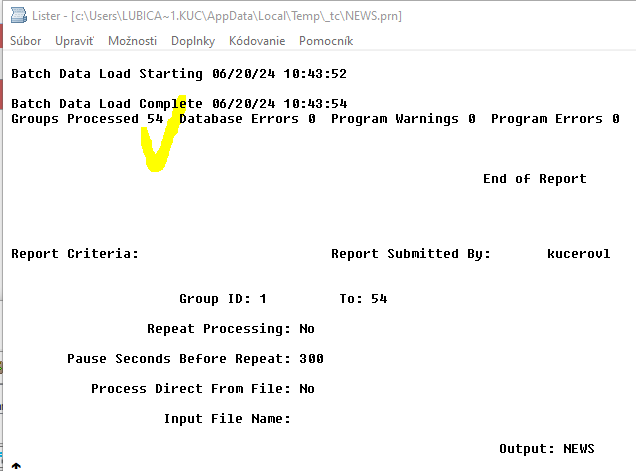 Lister - [c:\Users\LUBICA~1.KUC\AppData\Local\Temp\_tc\NEWS.prn]
Súbor Upraviť Možnosti Doplnky Kódovanie Pomocník
Batch Data Load Starting 06/20/24 10:43:52
Batch Data Load Complete 06/20/24 10:43:54
Groups Processed 54 Database Errors 0 Program Warnings 0 Program Errors 0
End of Report
Report Criteria: Report Submitted By: kucerovl
Group ID: 1 To: 54
Repeat Processing: No
Pause Seconds Before Repeat: 300
Process Direct From File: No
Input File Name:
Output: NEWS